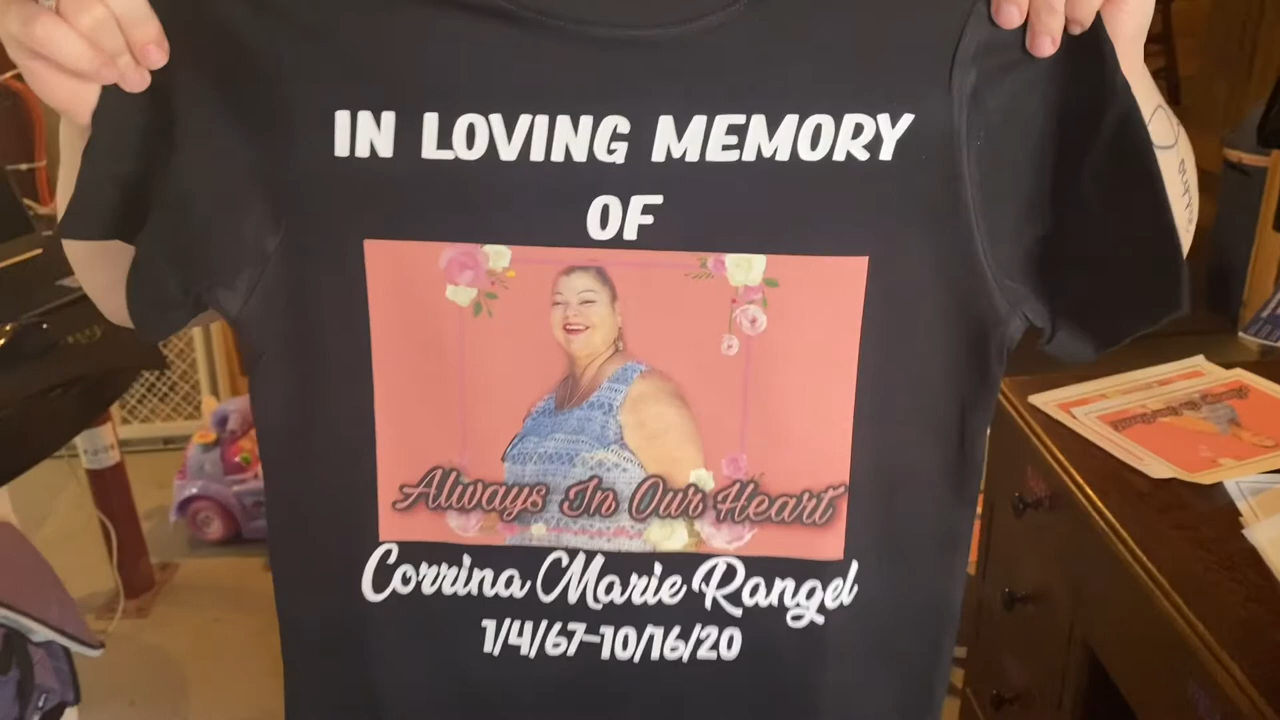 IN LOVING MEMORY
OF
Always In Our Heart
Corrina Marie Rangel
1/4/67-10/16/20